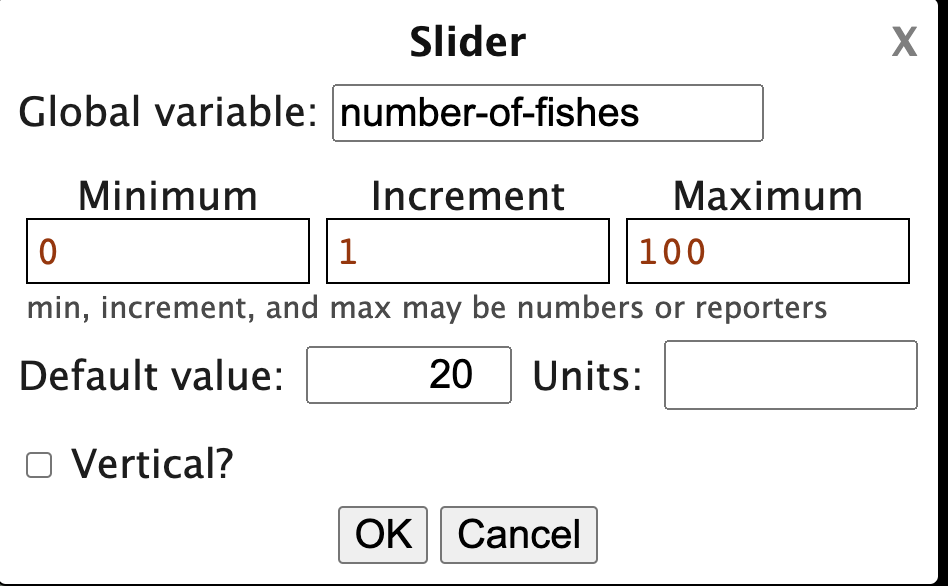 Slider X
Global variable: number-of-fishes
Minimum Increment Maximum
0 1 100
min, increment, and max may be numbers or reporters
Default value: 20 Units:
Vertical?
OK Cancel